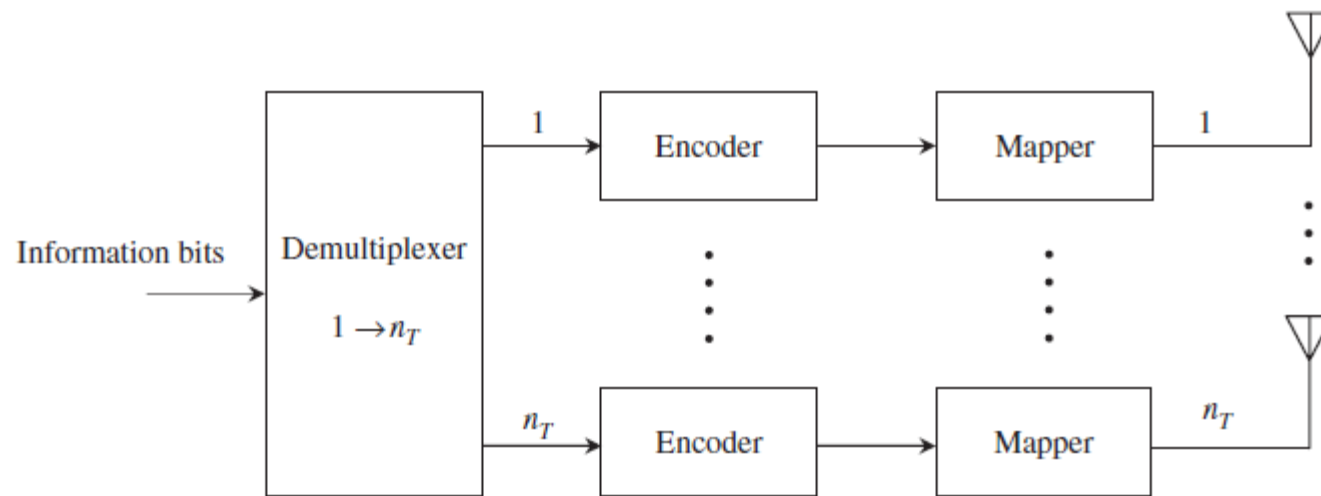 1
Encoder
Mapper
1
Information bits
Demultiplexer
1 → n_T
n_T
Encoder
Mapper
n_T